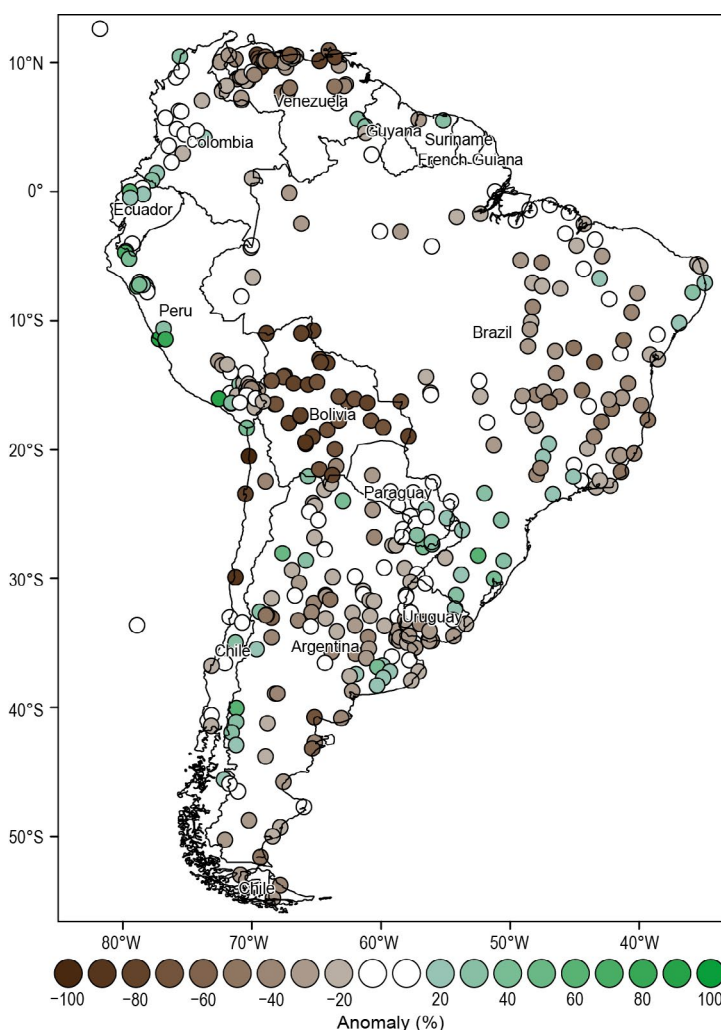 10°N
Venezuela
Guyana
Suriname
Colombia
French Guiana
0°
Ecuador
Peru
10°S
Brazil
Bolivia
20°S
Paraguay
30°S
Uruguay
Chile
Argentina
40°S
50°S
Chile
80°W 70°W 60°W 50°W 40°W
−100 −80 −60 −40 −20 20 40 60 80 100
Anomaly (%)